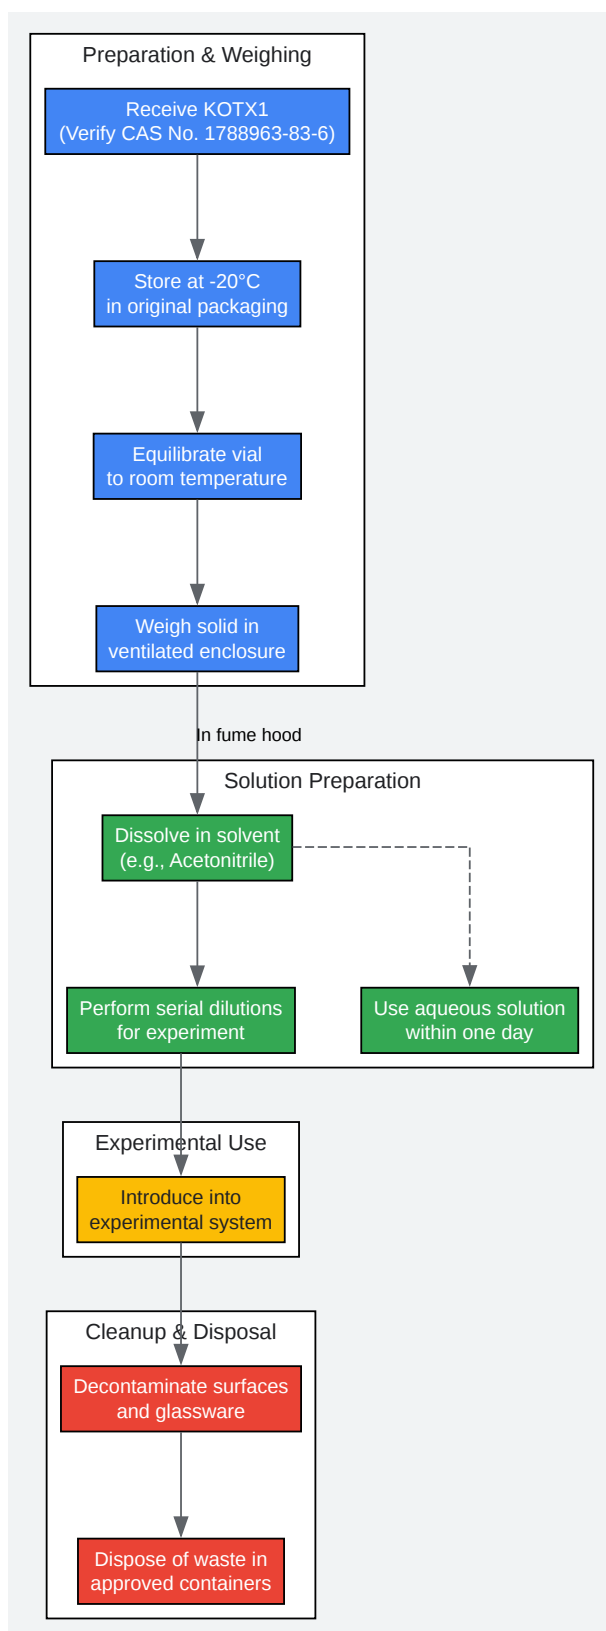 Preparation & Weighing
Receive KOTX1
(Verify CAS No. 1788963-83-6)
Store at -20°C
in original packaging
Equilibrate vial
to room temperature
Weigh solid in
ventilated enclosure
In fume hood
Solution Preparation
Dissolve in solvent
(e.g., Acetonitrile)
Perform serial dilutions
for experiment
Use aqueous solution
within one day
Experimental Use
Introduce into
experimental system
Cleanup & Disposal
Decontaminate surfaces
and glassware
Dispose of waste in
approved containers